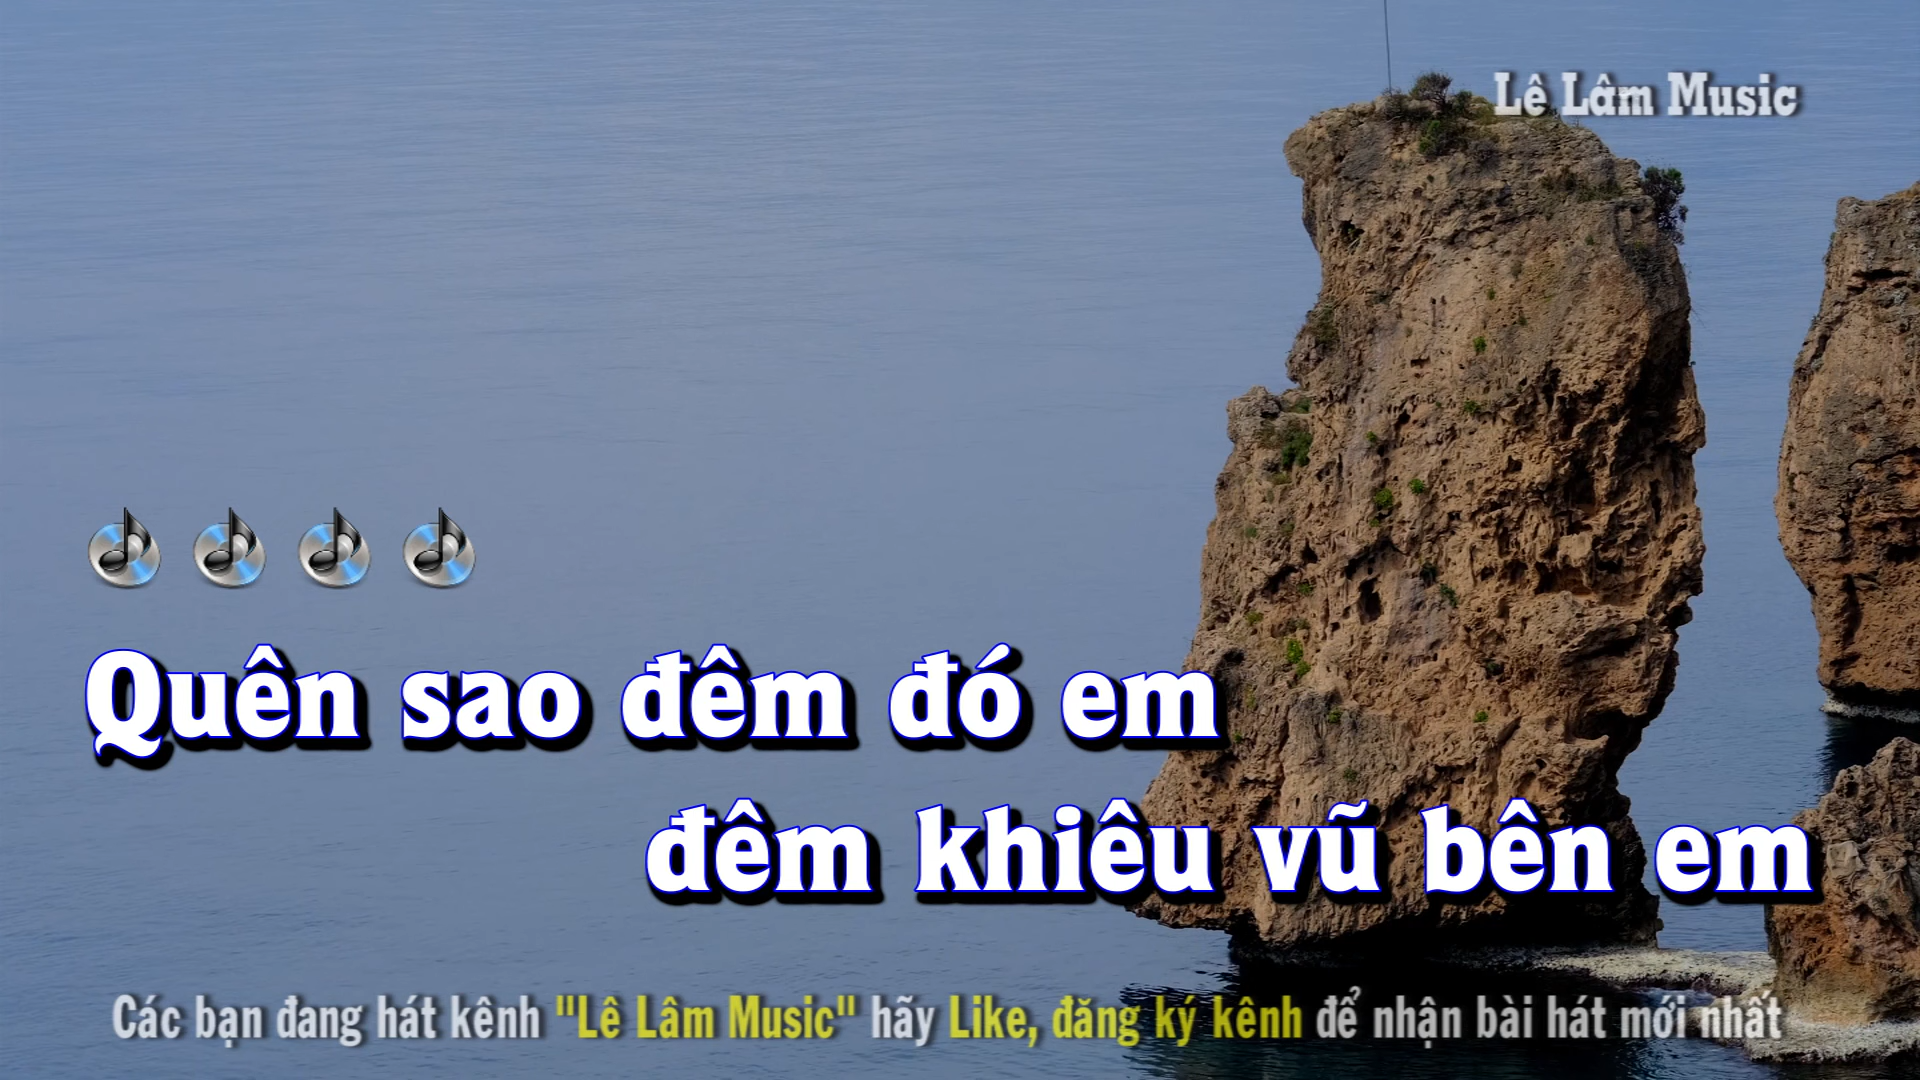 Lê Lâm Music
Quên sao đêm đó em
đêm khiêu vũ bên em
Các bạn đang hát kênh "Lê Lâm Music" hãy Like, đăng ký kênh để nhận bài hát mới nhất